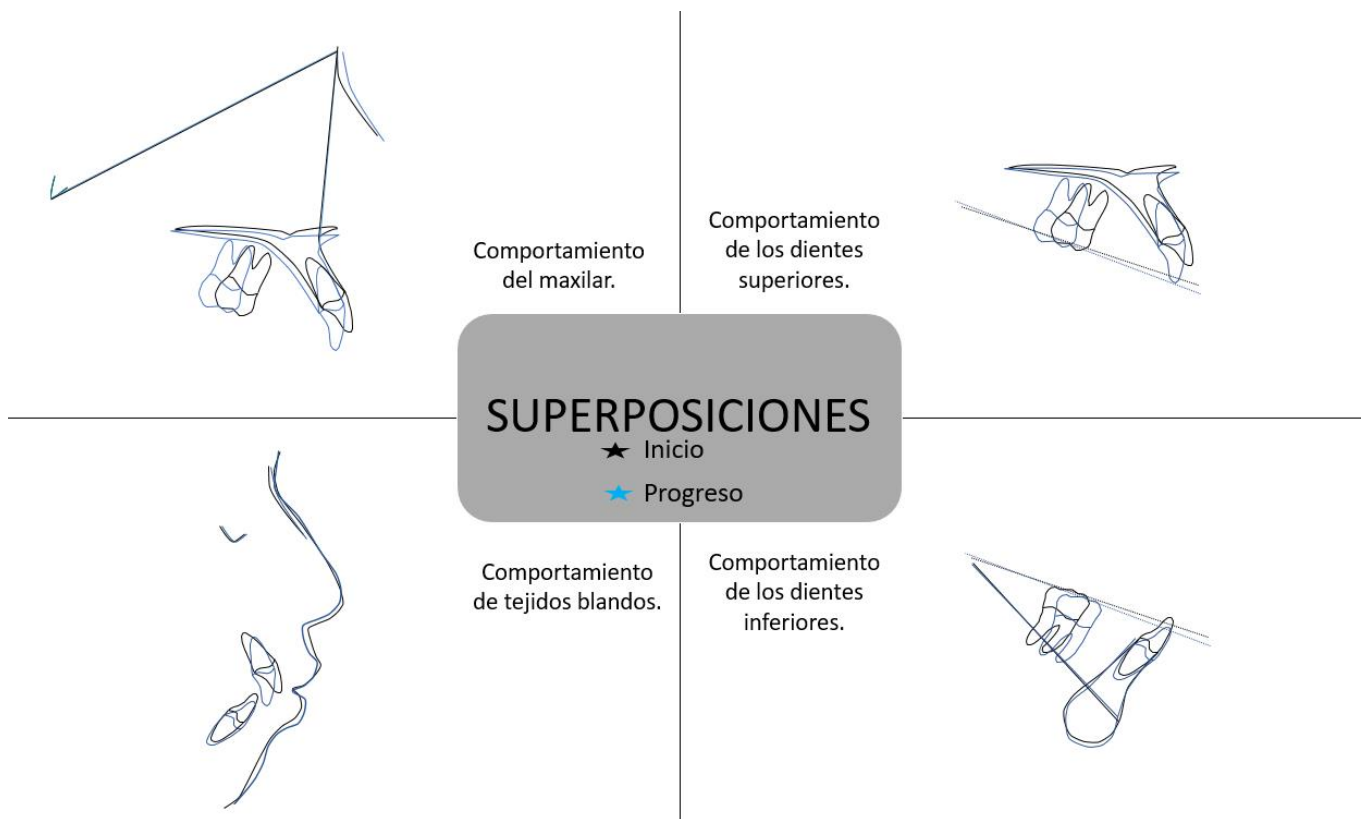 Comportamiento
del maxilar.
Comportamiento
de los dientes
superiores.
SUPERPOSICIONES
Inicio
Progreso
Comportamiento
de tejidos blandos.
Comportamiento
de los dientes
inferiores.